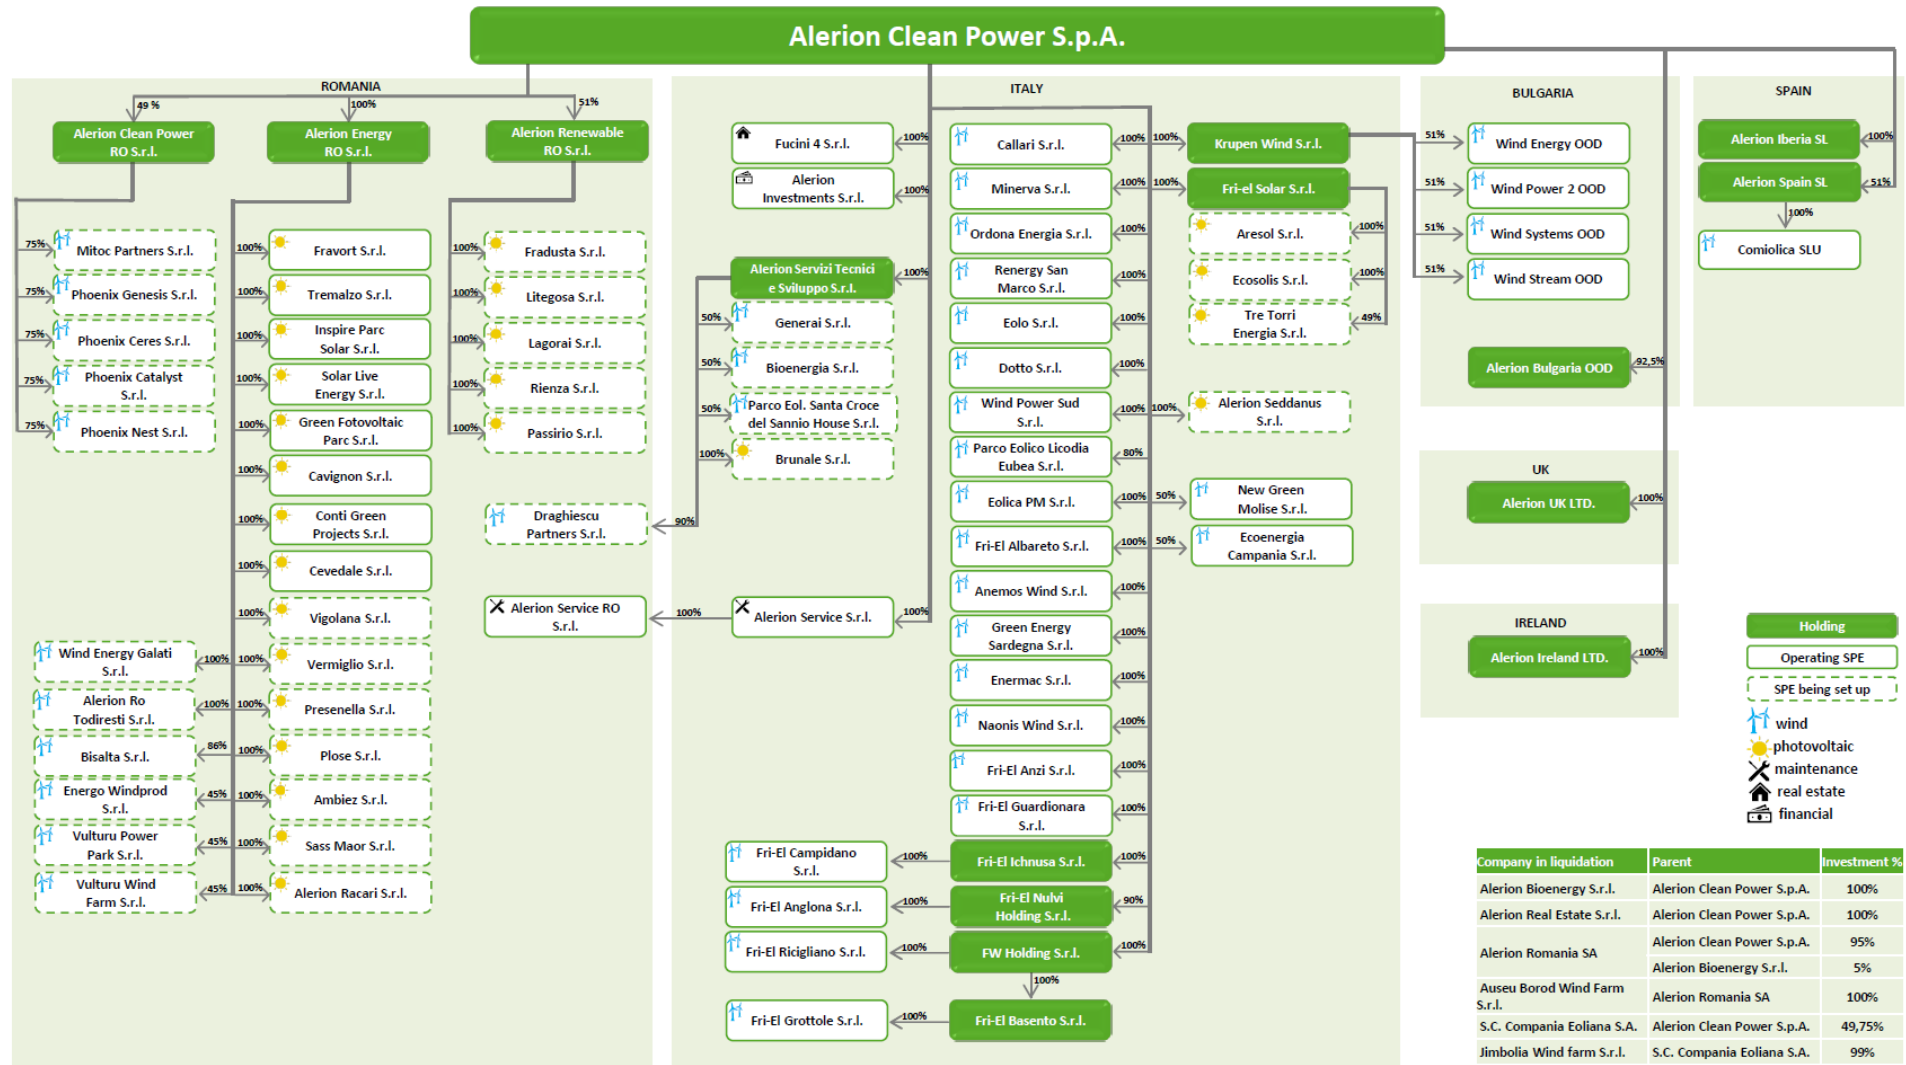 Alerion Clean Power S.p.A.
ROMANIA
49 %
100%
51%
Alerion Clean Power
RO S.r.l.
Alerion Energy
RO S.r.l.
Alerion Renewable
RO S.r.l.
75%
Mitoc Partners S.r.l.
75%
Phoenix Genesis S.r.l.
75%
Phoenix Ceres S.r.l.
75%
Phoenix Catalyst
S.r.l.
75%
Phoenix Nest S.r.l.
100%
Fravort S.r.l.
100%
Tremalzo S.r.l.
100%
Inspire Parc
Solar S.r.l.
100%
Solar Live
Energy S.r.l.
100%
Green Fotovoltaic
Parc S.r.l.
100%
Cavignon S.r.l.
100%
Conti Green
Projects S.r.l.
100%
Cevedale S.r.l.
100%
Vigolana S.r.l.
Wind Energy Galati
S.r.l.
100%
100%
Vermiglio S.r.l.
Alerion Ro
Todiresti S.r.l.
100%
100%
Presenella S.r.l.
Bisalta S.r.l.
86%
100%
Plose S.r.l.
Energo Windprod
S.r.l.
45%
100%
Ambiez S.r.l.
Vulturu Power
Park S.r.l.
45%
100%
Sass Maor S.r.l.
Vulturu Wind
Farm S.r.l.
45%
100%
Alerion Racari S.r.l.
100%
Fradusta S.r.l.
100%
Litegosa S.r.l.
100%
Lagorai S.r.l.
100%
Rienza S.r.l.
100%
Passirio S.r.l.
Draghiescu
Partners S.r.l.
90%
Alerion Service RO
S.r.l.
100%
ITALY
Fucini 4 S.r.l.
100%
Alerion
Investments S.r.l.
100%
Alerion Servizi Tecnici
e Sviluppo S.r.l.
100%
50%
Generai S.r.l.
50%
Bioenergia S.r.l.
50%
Parco Eol. Santa Croce
del Sannio House S.r.l.
100%
Brunale S.r.l.
Alerion Service S.r.l.
100%
Callari S.r.l.
100%
Minerva S.r.l.
100%
Ordona Energia S.r.l.
100%
Renergy San
Marco S.r.l.
100%
Eolo S.r.l.
100%
Dotto S.r.l.
100%
Wind Power Sud
S.r.l.
100%
Parco Eolico Licodia
Eubea S.r.l.
80%
Eolica PM S.r.l.
100%
Fri-El Albareto S.r.l.
100%
Anemos Wind S.r.l.
100%
Green Energy
Sardegna S.r.l.
100%
Enermac S.r.l.
100%
Naonis Wind S.r.l.
100%
Fri-El Anzi S.r.l.
100%
Fri-El Guardionara
S.r.l.
100%
Fri-El Campidano
S.r.l.
100%
Fri-El Ichnusa S.r.l.
100%
Fri-El Anglona S.r.l.
100%
Fri-El Nulvi
Holding S.r.l.
90%
Fri-El Ricigliano S.r.l.
100%
FW Holding S.r.l.
100%
100%
Fri-El Grottole S.r.l.
100%
Fri-El Basento S.r.l.
100%
Krupen Wind S.r.l.
100%
Fri-el Solar S.r.l.
Aresol S.r.l.
100%
Ecosolis S.r.l.
100%
Tre Torri
Energia S.r.l.
49%
100%
Alerion Seddanus
S.r.l.
50%
New Green
Molise S.r.l.
50%
Ecoenergia
Campania S.r.l.
BULGARIA
51%
Wind Energy OOD
51%
Wind Power 2 OOD
51%
Wind Systems OOD
51%
Wind Stream OOD
Alerion Bulgaria OOD
92,5%
UK
Alerion UK LTD.
100%
IRELAND
Alerion Ireland LTD.
100%
SPAIN
Alerion Iberia SL
100%
Alerion Spain SL
51%
100%
Comiolica SLU
Holding
Operating SPE
SPE being set up
wind
photovoltaic
maintenance
real estate
financial
Company in liquidation Parent Investment %
Alerion Bioenergy S.r.l. Alerion Clean Power S.p.A. 100%
Alerion Real Estate S.r.l. Alerion Clean Power S.p.A. 100%
Alerion Romania SA
Alerion Clean Power S.p.A. 95%
Alerion Bioenergy S.r.l. 5%
Auseu Borod Wind Farm
S.r.l.
Alerion Romania SA 100%
S.C. Compania Eoliana S.A. Alerion Clean Power S.p.A. 49,75%
Jimbolia Wind farm S.r.l. S.C. Compania Eoliana S.A. 99%